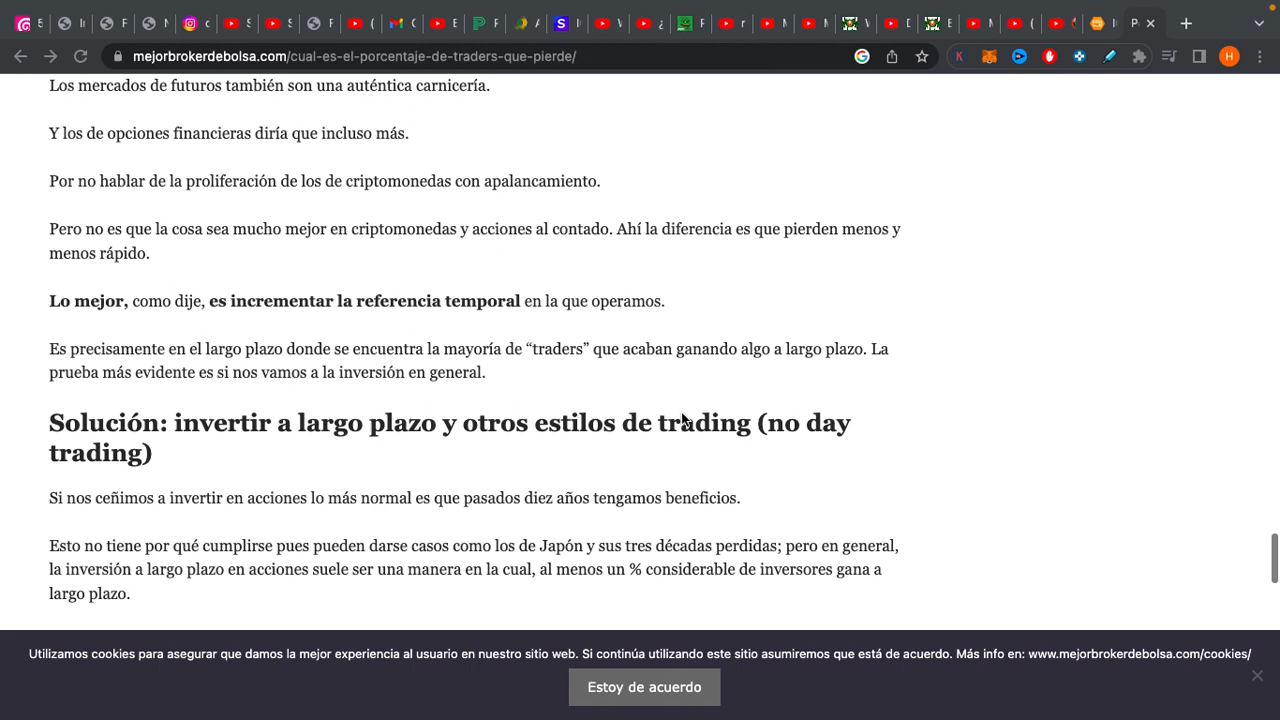 S
Ir
F
N
c
S
S
F
(
C
E
F
A
S
V
¿
F
r
M
M
V
D
E
M
(
(
Ic
P
mejorbrokerdebolsa.com/cual-es-el-porcentaje-de-traders-que-pierde/
K
H
Los mercados de futuros también son una auténtica carnicería.
Y los de opciones financieras diría que incluso más.
Por no hablar de la proliferación de los de criptomonedas con apalancamiento.
Pero no es que la cosa sea mucho mejor en criptomonedas y acciones al contado. Ahí la diferencia es que pierden menos y
menos rápido.
Lo mejor, como dije, es incrementar la referencia temporal en la que operamos.
Es precisamente en el largo plazo donde se encuentra la mayoría de “traders” que acaban ganando algo a largo plazo. La
prueba más evidente es si nos vamos a la inversión en general.
Solución: invertir a largo plazo y otros estilos de trading (no day
trading)
Si nos ceñimos a invertir en acciones lo más normal es que pasados diez años tengamos beneficios.
Esto no tiene por qué cumplirse pues pueden darse casos como los de Japón y sus tres décadas perdidas; pero en general,
la inversión a largo plazo en acciones suele ser una manera en la cual, al menos un % considerable de inversores gana a
largo plazo.
Utilizamos cookies para asegurar que damos la mejor experiencia al usuario en nuestro sitio web. Si continúa utilizando este sitio asumiremos que está de acuerdo. Más info en: www.mejorbrokerdebolsa.com/cookies/
Estoy de acuerdo